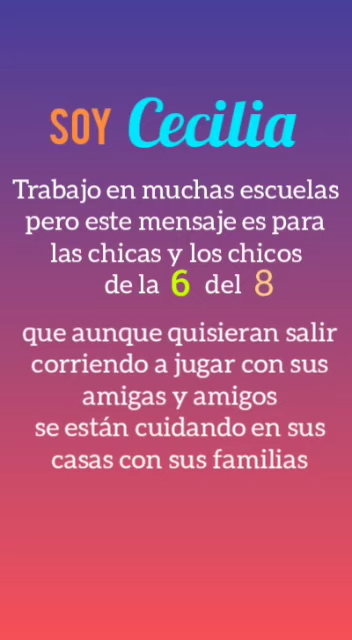 SOY Cecilia
Trabajo en muchas escuelas
pero este mensaje es para
las chicas y los chicos
de la 6 del 8
que aunque quisieran salir
corriendo a jugar con sus
amigas y amigos
se están cuidando en sus
casas con sus familias